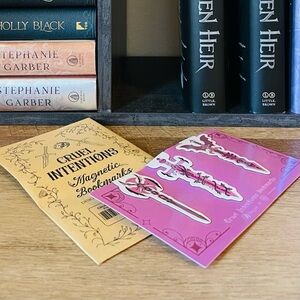 HOLLY BLACK
STEPHANIE
GARBER
STEPHANIE
GARBER
EN HEIR
LITTLE, BROWN
EN HEIR
LITTLE, BROWN
CRUEL
INTENTIONS
Magnetic
Bookmarks